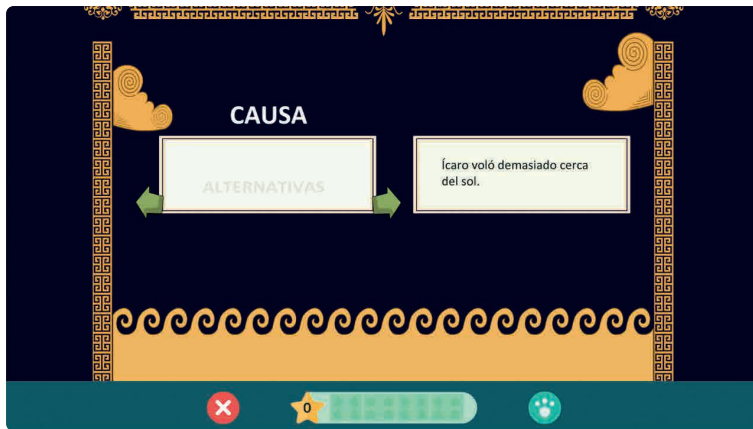 CAUSA
ALTERNATIVAS
Ícaro voló demasiado cerca
del sol.
0